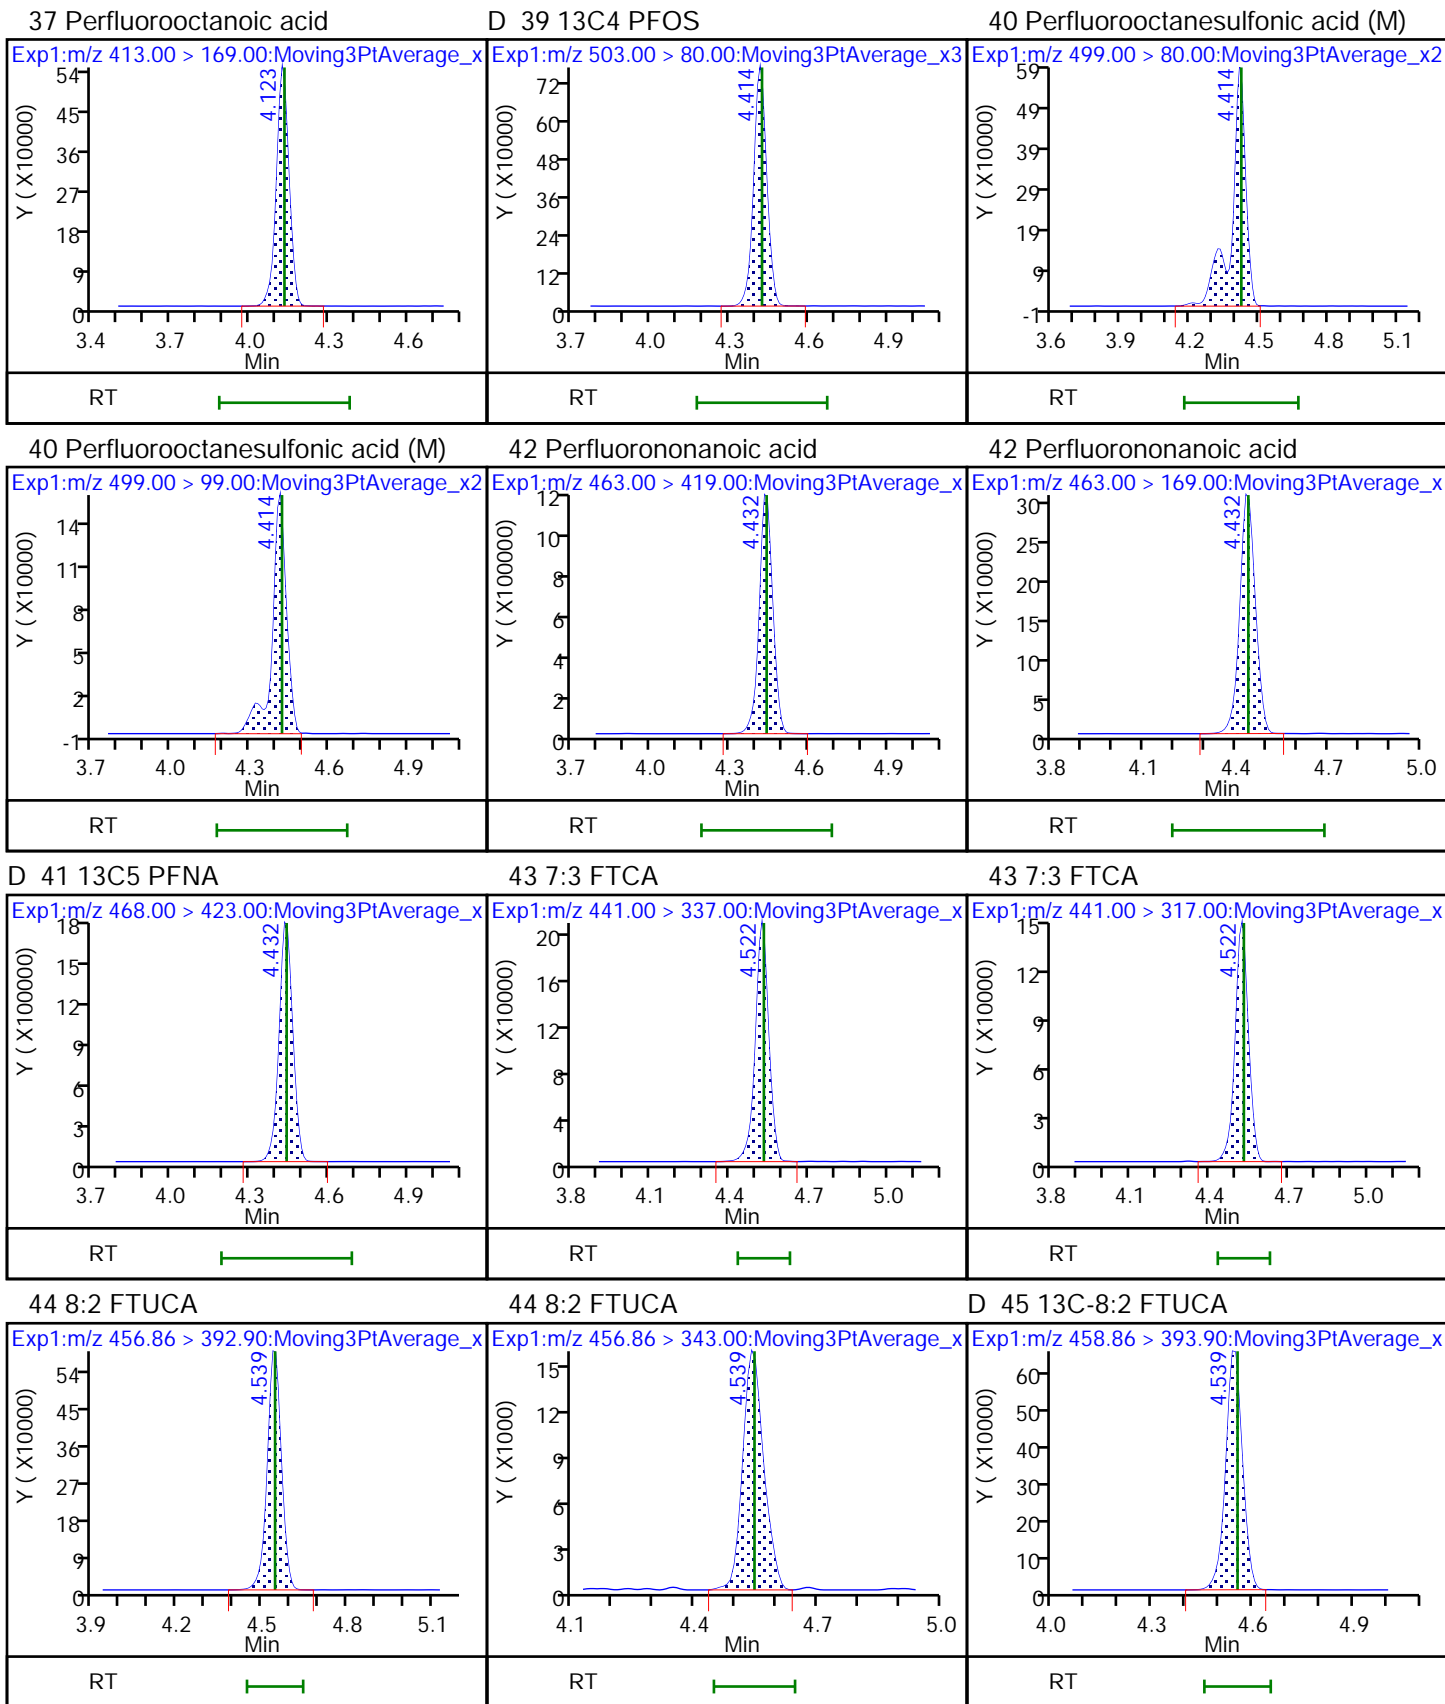 37 Perfluorooctanoic acid
Exp1:m/z 413.00 > 169.00:Moving3PtAverage_x
Y ( X10000)
54
45
36
27
18
9
0
4.123
3.4 3.7 4.0 4.3 4.6
Min
RT
D 39 13C4 PFOS
Exp1:m/z 503.00 > 80.00:Moving3PtAverage_x3
Y ( X10000)
72
60
48
36
24
12
0
4.414
3.7 4.0 4.3 4.6 4.9
Min
RT
40 Perfluorooctanesulfonic acid (M)
Exp1:m/z 499.00 > 80.00:Moving3PtAverage_x2
Y ( X10000)
59
49
39
29
19
9
-1
4.414
3.6 3.9 4.2 4.5 4.8 5.1
Min
RT
40 Perfluorooctanesulfonic acid (M)
Exp1:m/z 499.00 > 99.00:Moving3PtAverage_x2
Y ( X10000)
14
11
8
5
2
-1
4.414
3.7 4.0 4.3 4.6 4.9
Min
RT
42 Perfluorononanoic acid
Exp1:m/z 463.00 > 419.00:Moving3PtAverage_x
Y ( X100000)
12
10
8
6
4
2
0
4.432
3.7 4.0 4.3 4.6 4.9
Min
RT
42 Perfluorononanoic acid
Exp1:m/z 463.00 > 169.00:Moving3PtAverage_x
Y ( X10000)
30
25
20
15
10
5
0
4.432
3.8 4.1 4.4 4.7 5.0
Min
RT
D 41 13C5 PFNA
Exp1:m/z 468.00 > 423.00:Moving3PtAverage_x
Y ( X100000)
18
15
12
9
6
3
0
4.432
3.7 4.0 4.3 4.6 4.9
Min
RT
43 7:3 FTCA
Exp1:m/z 441.00 > 337.00:Moving3PtAverage_x
Y ( X10000)
20
16
12
8
4
0
4.522
3.8 4.1 4.4 4.7 5.0
Min
RT
43 7:3 FTCA
Exp1:m/z 441.00 > 317.00:Moving3PtAverage_x
Y ( X10000)
15
12
9
6
3
0
4.522
3.8 4.1 4.4 4.7 5.0
Min
RT
44 8:2 FTUCA
Exp1:m/z 456.86 > 392.90:Moving3PtAverage_x
Y ( X10000)
54
45
36
27
18
9
0
4.539
3.9 4.2 4.5 4.8 5.1
Min
RT
44 8:2 FTUCA
Exp1:m/z 456.86 > 343.00:Moving3PtAverage_x
Y ( X1000)
15
12
9
6
3
0
4.539
4.1 4.4 4.7 5.0
Min
RT
D 45 13C-8:2 FTUCA
Exp1:m/z 458.86 > 393.90:Moving3PtAverage_x
Y ( X10000)
60
50
40
30
20
10
0
4.539
4.0 4.3 4.6 4.9
Min
RT